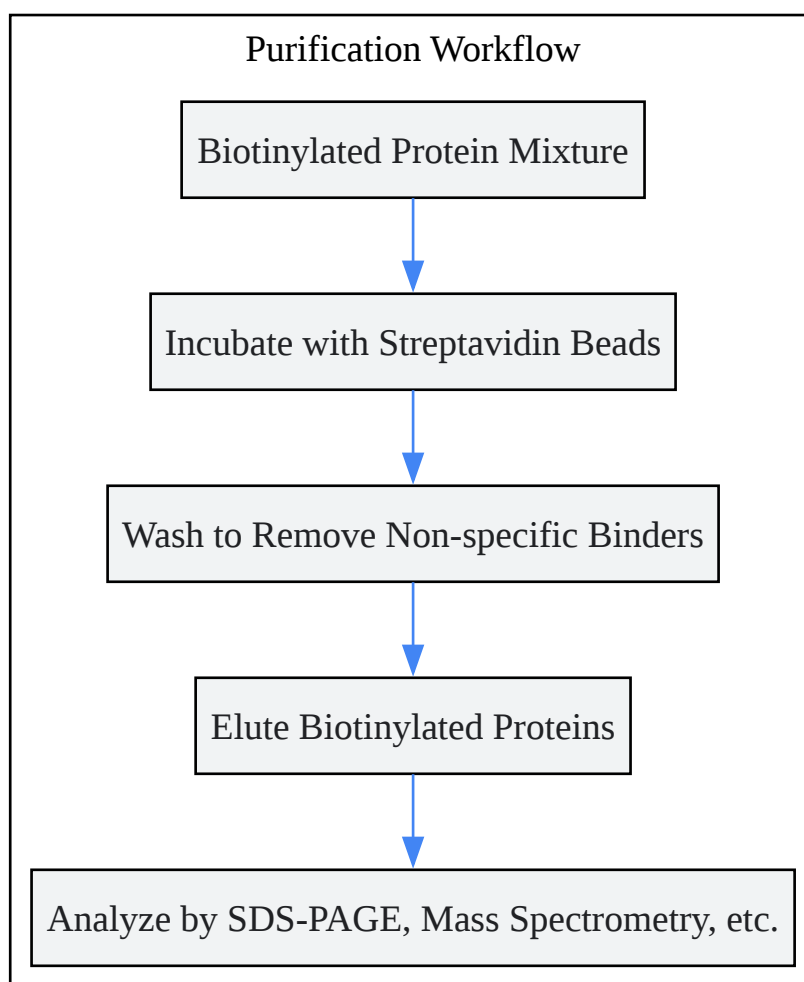 Purification Workflow
Biotinylated Protein Mixture
Incubate with Streptavidin Beads
Wash to Remove Non-specific Binders
Elute Biotinylated Proteins
Analyze by SDS-PAGE, Mass Spectrometry, etc.